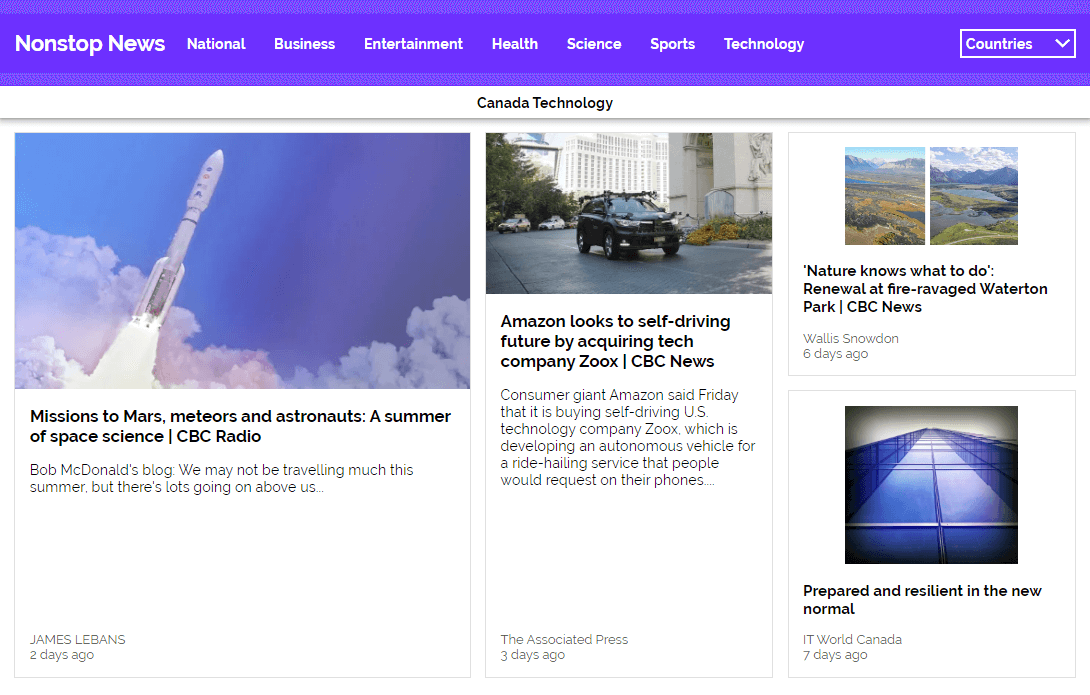 Nonstop News National Business Entertainment Health Science Sports Technology Countries
Canada Technology
Missions to Mars, meteors and astronauts: A summer
of space science | CBC Radio
Bob McDonald's blog: We may not be travelling much this
summer, but there's lots going on above us...
JAMES LEBANS
2 days ago
Amazon looks to self-driving
future by acquiring tech
company Zoox | CBC News
Consumer giant Amazon said Friday
that it is buying self-driving U.S.
technology company Zoox, which is
developing an autonomous vehicle for
a ride-hailing service that people
would request on their phones....
The Associated Press
3 days ago
'Nature knows what to do':
Renewal at fire-ravaged Waterton
Park | CBC News
Wallis Snowdon
6 days ago
Prepared and resilient in the new
normal
IT World Canada
7 days ago